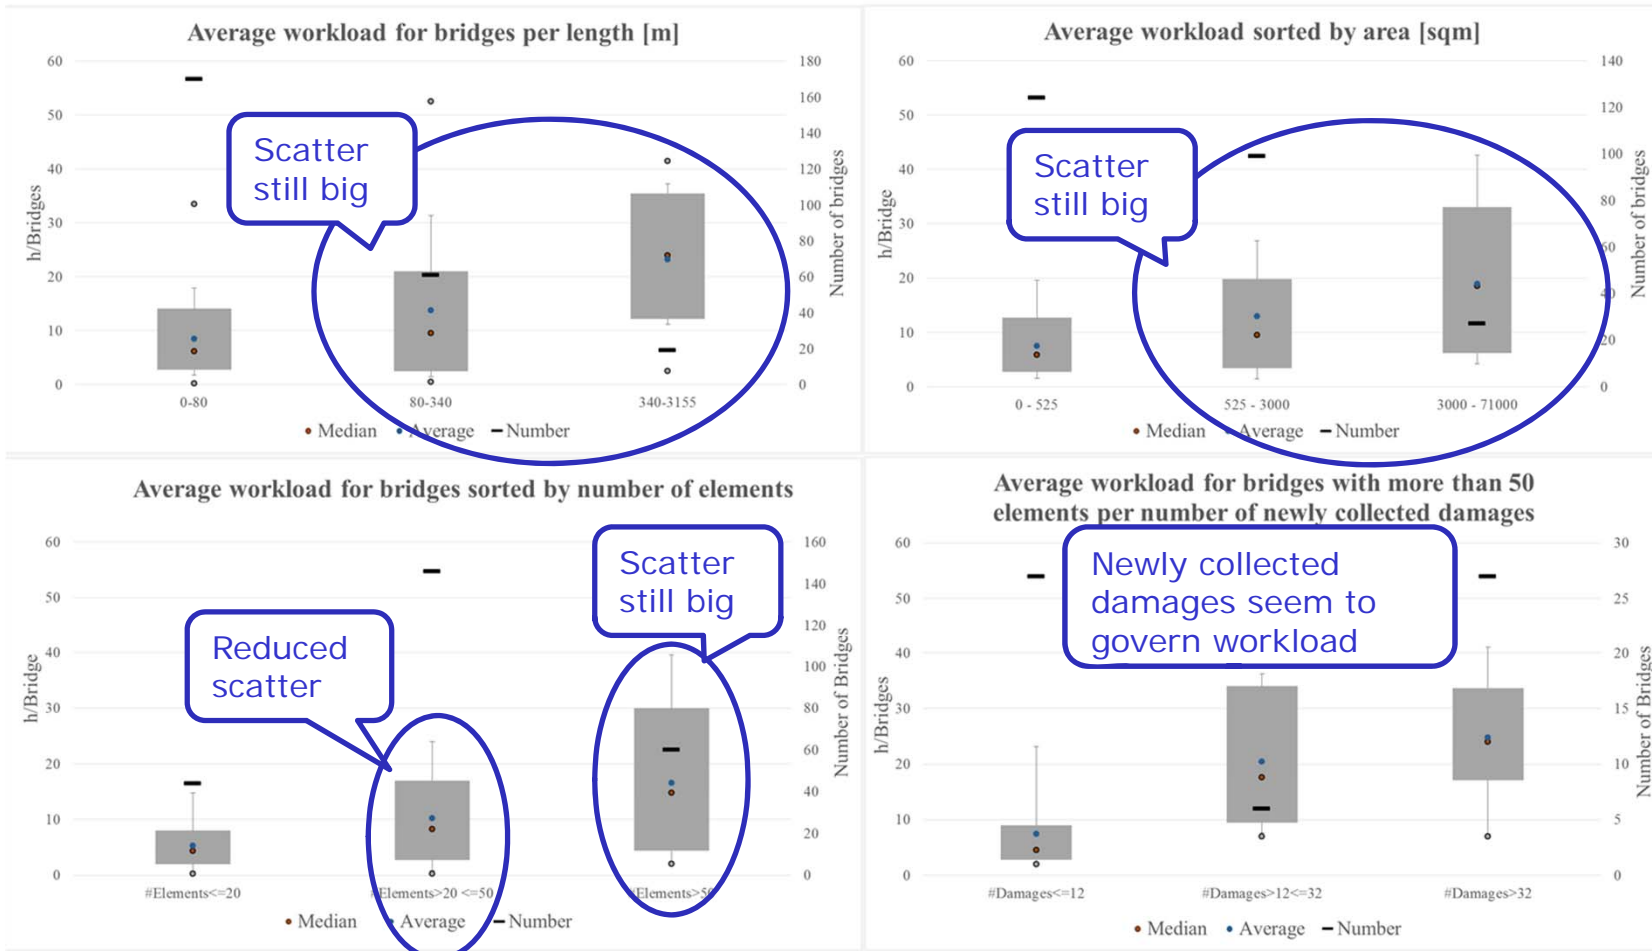 Average workload for bridges per length [m]
60
50
40
30
20
10
0
h/Bridges
180
160
140
120
100
80
60
40
20
0
Number of bridges
Scatter
still big
0-80
80-340
340-3155
Median
Average
Number
Average workload sorted by area [sqm]
60
50
40
30
20
10
0
h/Bridge
140
120
100
80
60
40
20
0
Number of bridges
Scatter
still big
0 - 525
525 - 3000
3000 - 71000
Median
Average
Number
Average workload for bridges sorted by number of elements
60
50
40
30
20
10
0
h/Bridge
160
140
120
100
80
60
40
20
0
Number of Bridges
Reduced
scatter
Scatter
still big
#Elements<=20
#Elements>20 <=50
#Elements>50
Median
Average
Number
Average workload for bridges with more than 50
elements per number of newly collected damages
60
50
40
30
20
10
0
h/Bridges
30
25
20
15
10
5
0
Number of Bridges
Newly collected
damages seem to
govern workload
#Damages<=12
#Damages>12<=32
#Damages>32
Median
Average
Number